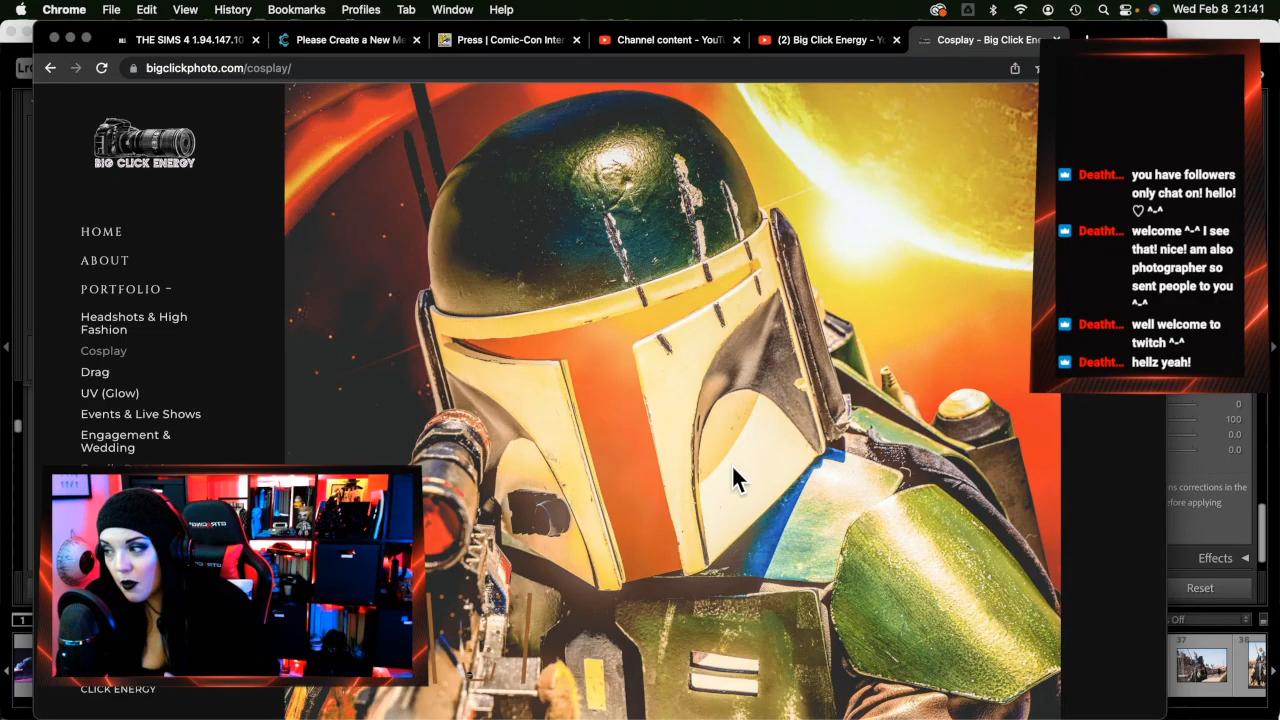 Chrome File Edit View History Bookmarks Profiles Tab Window Help Wed Feb 8 21:41
THE SIMS 4 1.94.147.10 Please Create a New M Press | Comic-Con Inter Channel content - YouTu (2) Big Click Energy - Yo Cosplay - Big Click Ene
bigclickphoto.com/cosplay/
BIG CLICK ENERGY
HOME
ABOUT
PORTFOLIO –
Headshots & High
Fashion
Cosplay
Drag
UV (Glow)
Events & Live Shows
Engagement &
Wedding
CLICK ENERGY
Deatht... you have followers
only chat on! hello!
♡ ^-^
Deatht... welcome ^-^ I see
that! nice! am also
photographer so
sent people to you
^-^
Deatht... well welcome to
twitch ^-^
Deatht... hellz yeah!
0
100
0.0
0.0
ns corrections in the
efore applying
Effects
Reset
Off
1
37
38